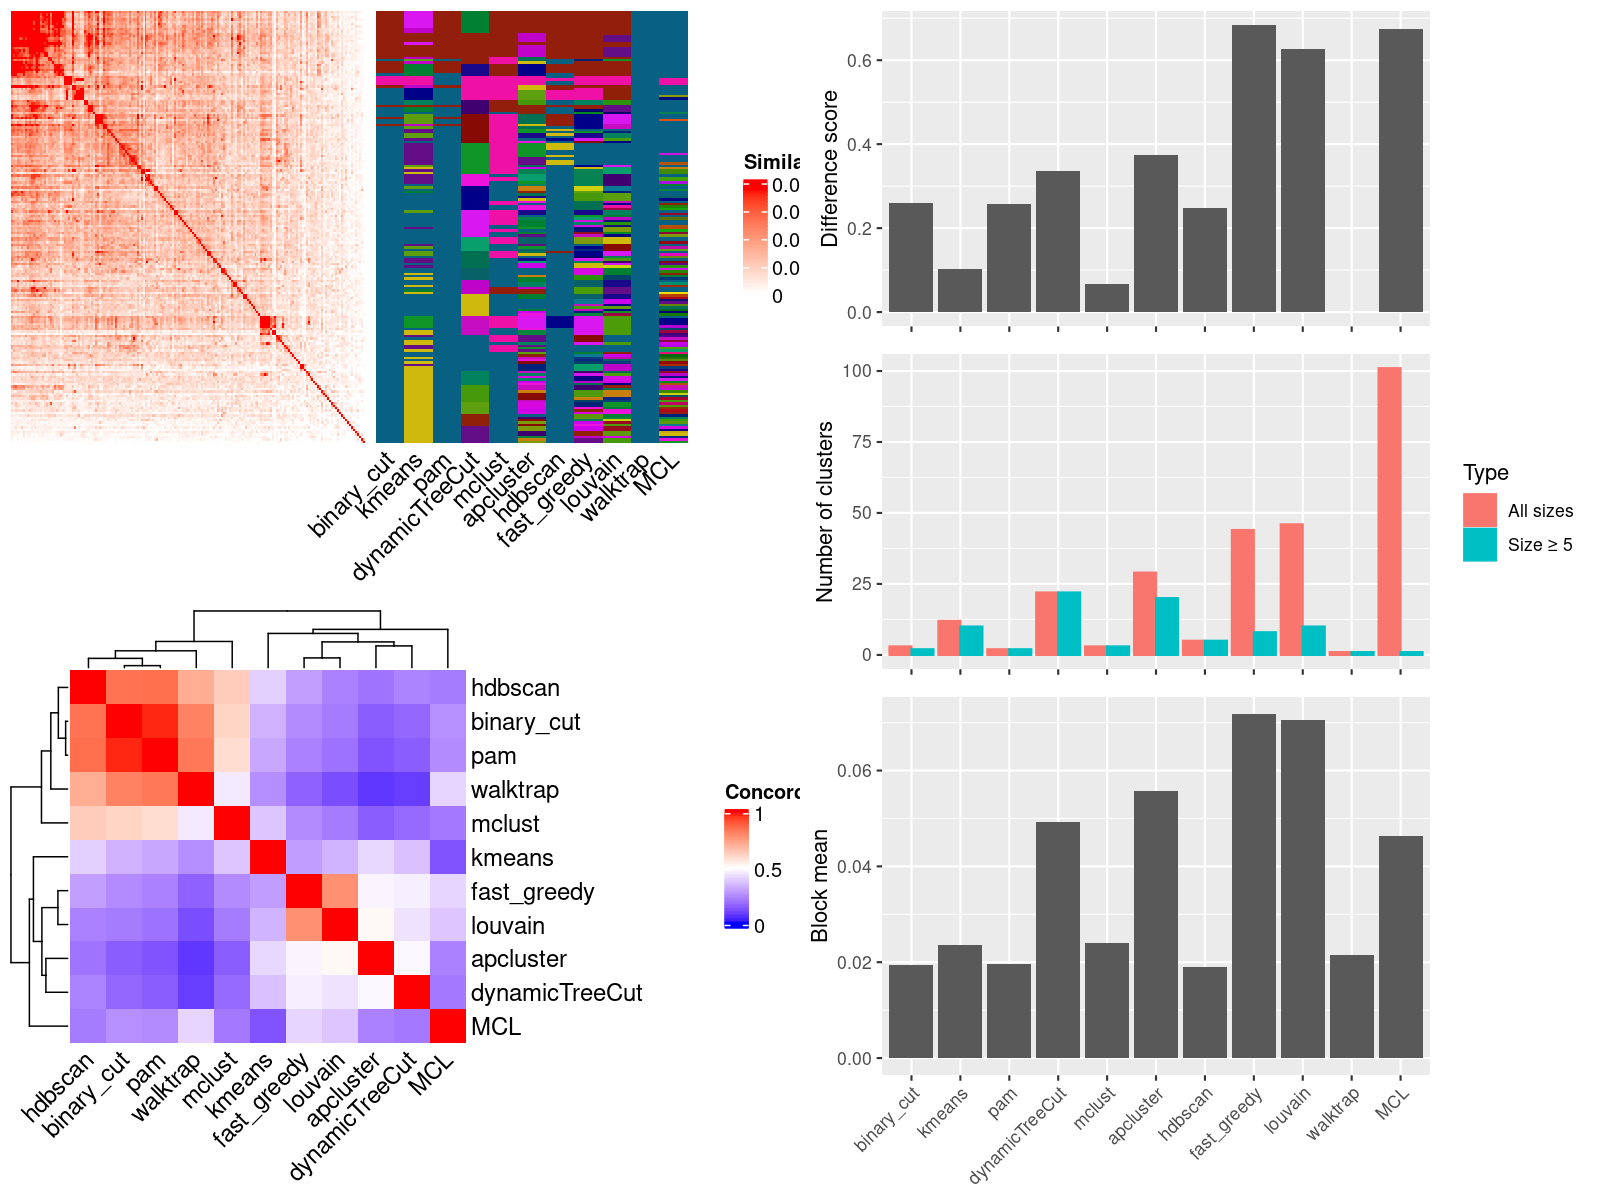 Simila
0.0
0.0
0.0
0.0
0
binary_cut
kmeans
pam
dynamicTreeCut
mclust
apcluster
hdbscan
fast_greedy
louvain
walktrap
MCL
hdbscan
binary_cut
pam
walktrap
mclust
kmeans
fast_greedy
louvain
apcluster
dynamicTreeCut
MCL
hdbscan
binary_cut
pam
walktrap
mclust
kmeans
fast_greedy
louvain
apcluster
dynamicTreeCut
MCL
Concord
1
0.5
0
Difference score
0.6
0.4
0.2
0.0
Number of clusters
100
75
50
25
0
Type
All sizes
Size ≥ 5
Block mean
0.06
0.04
0.02
0.00
binary_cut
kmeans
pam
dynamicTreeCut
mclust
apcluster
hdbscan
fast_greedy
louvain
walktrap
MCL